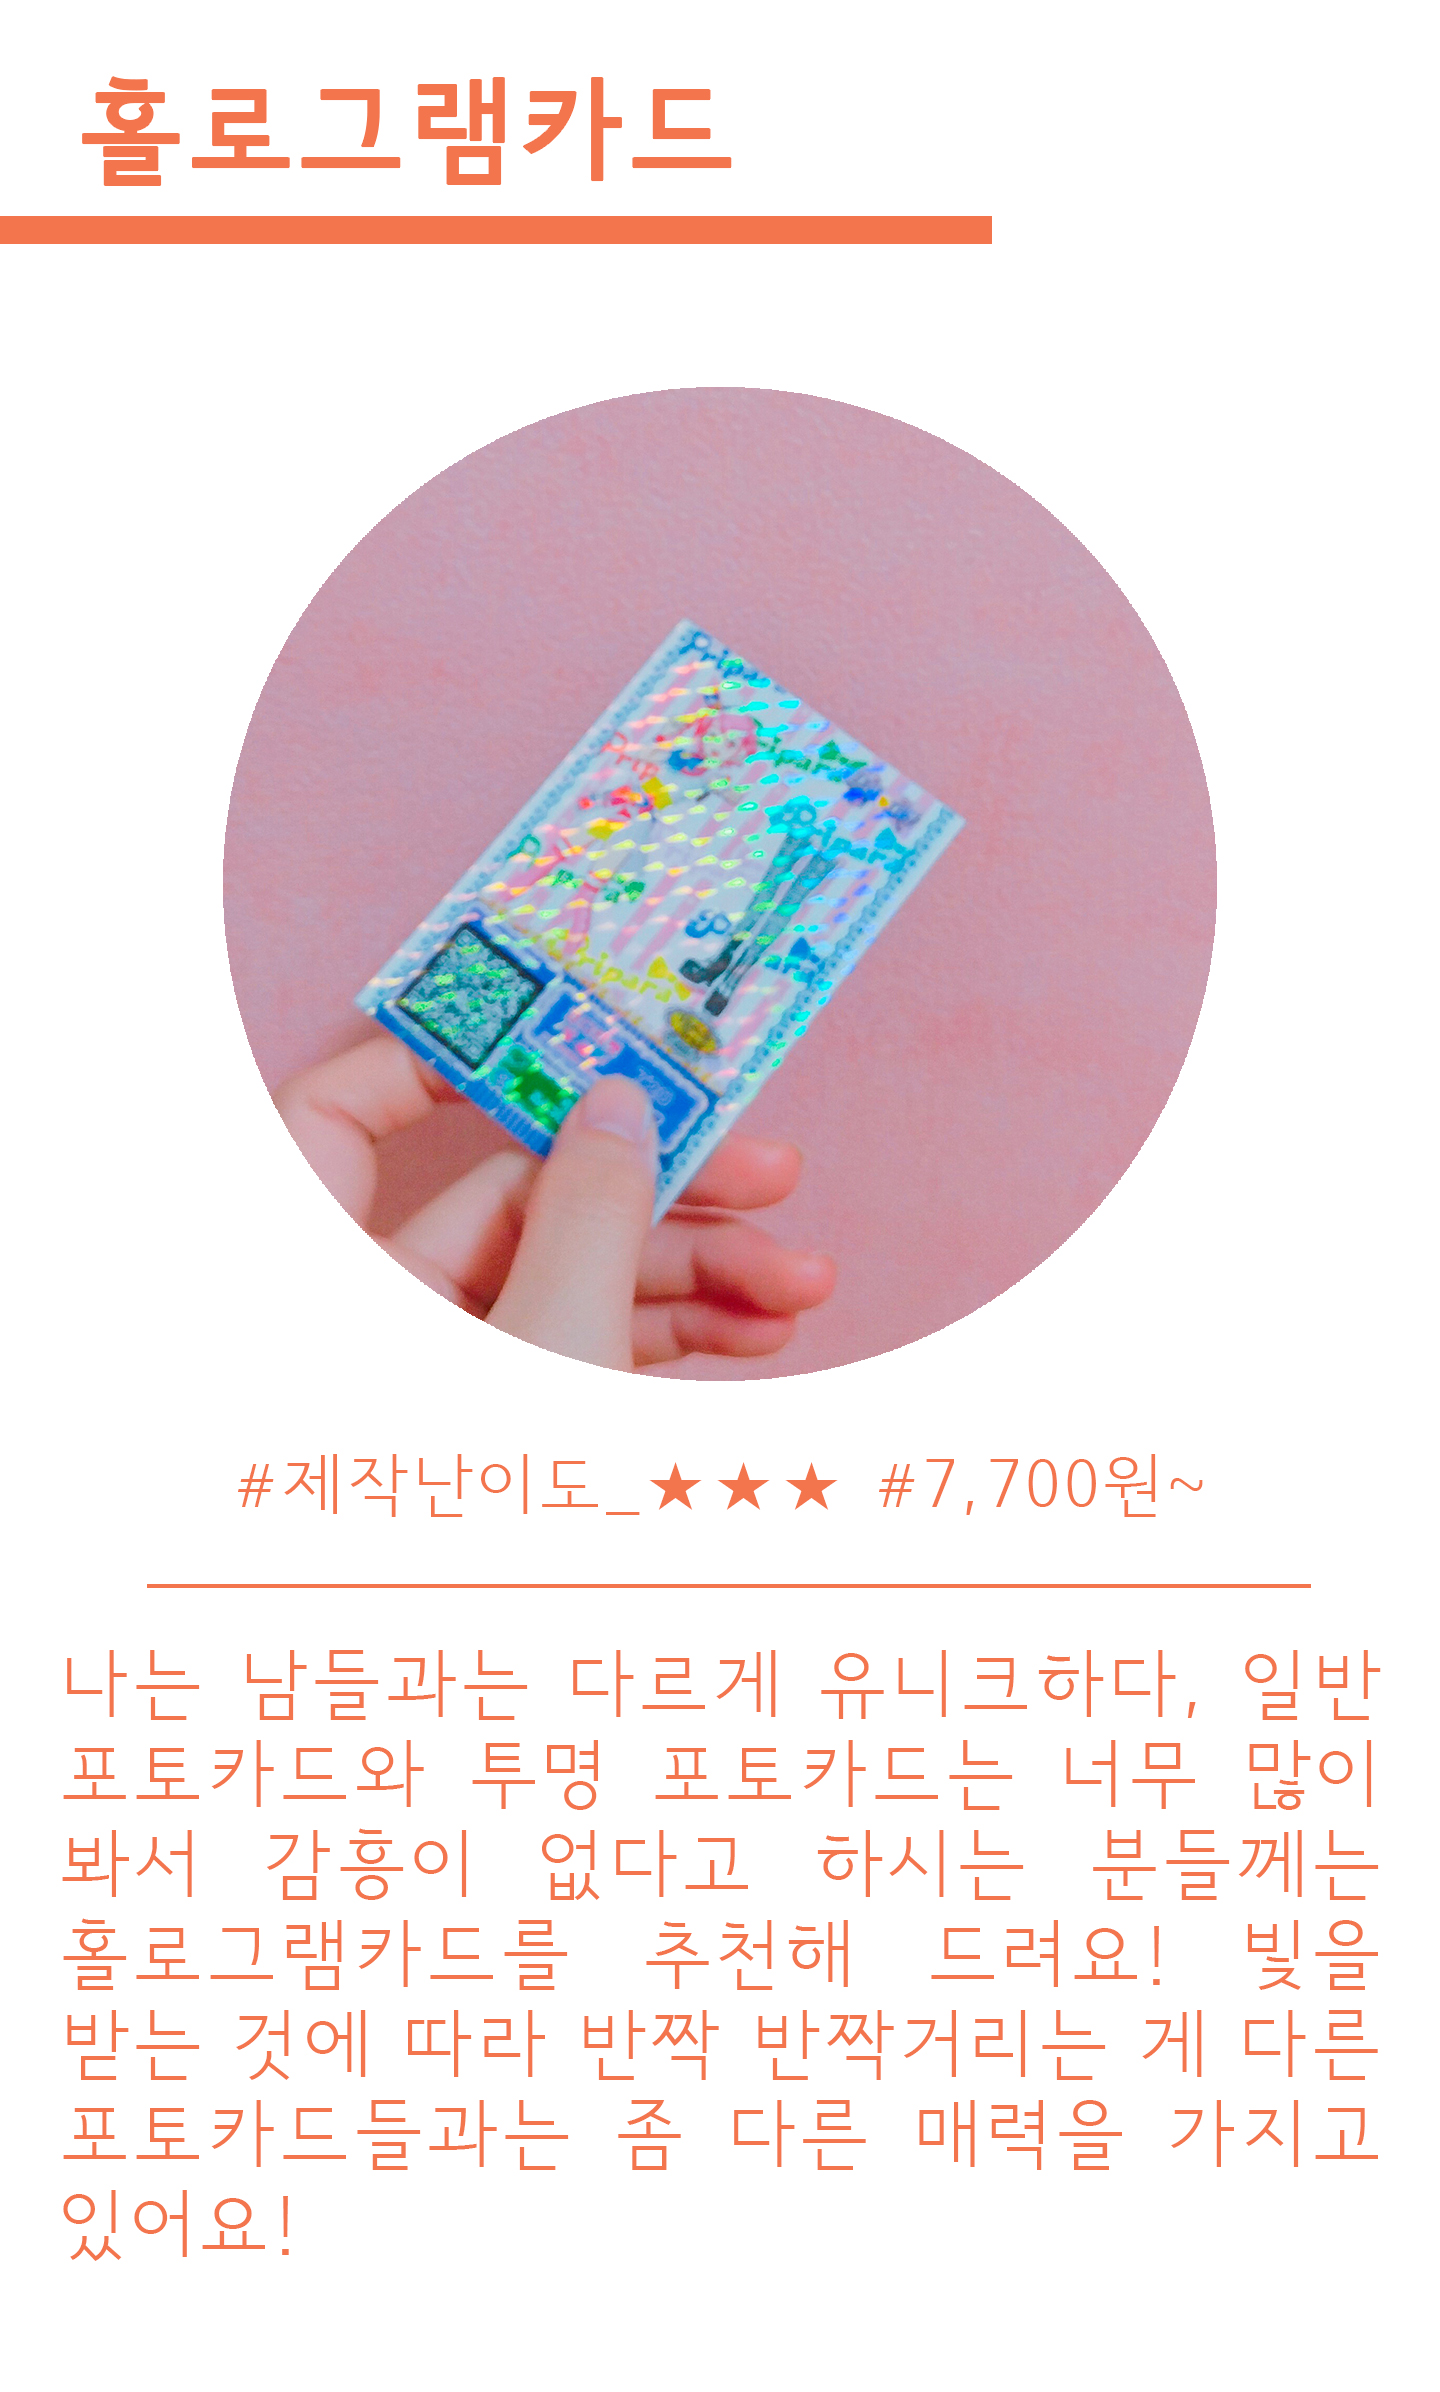 홀로그램카드
Pripara
#제작난이도_★★★ #7,700원~
나는 남들과는 다르게 유니크하다, 일반
포토카드와 투명 포토카드는 너무 많이
봐서 감흥이 없다고 하시는 분들께는
홀로그램카드를 추천해 드려요! 빛을
받는 것에 따라 반짝 반짝거리는 게 다른
포토카드들과는 좀 다른 매력을 가지고
있어요!